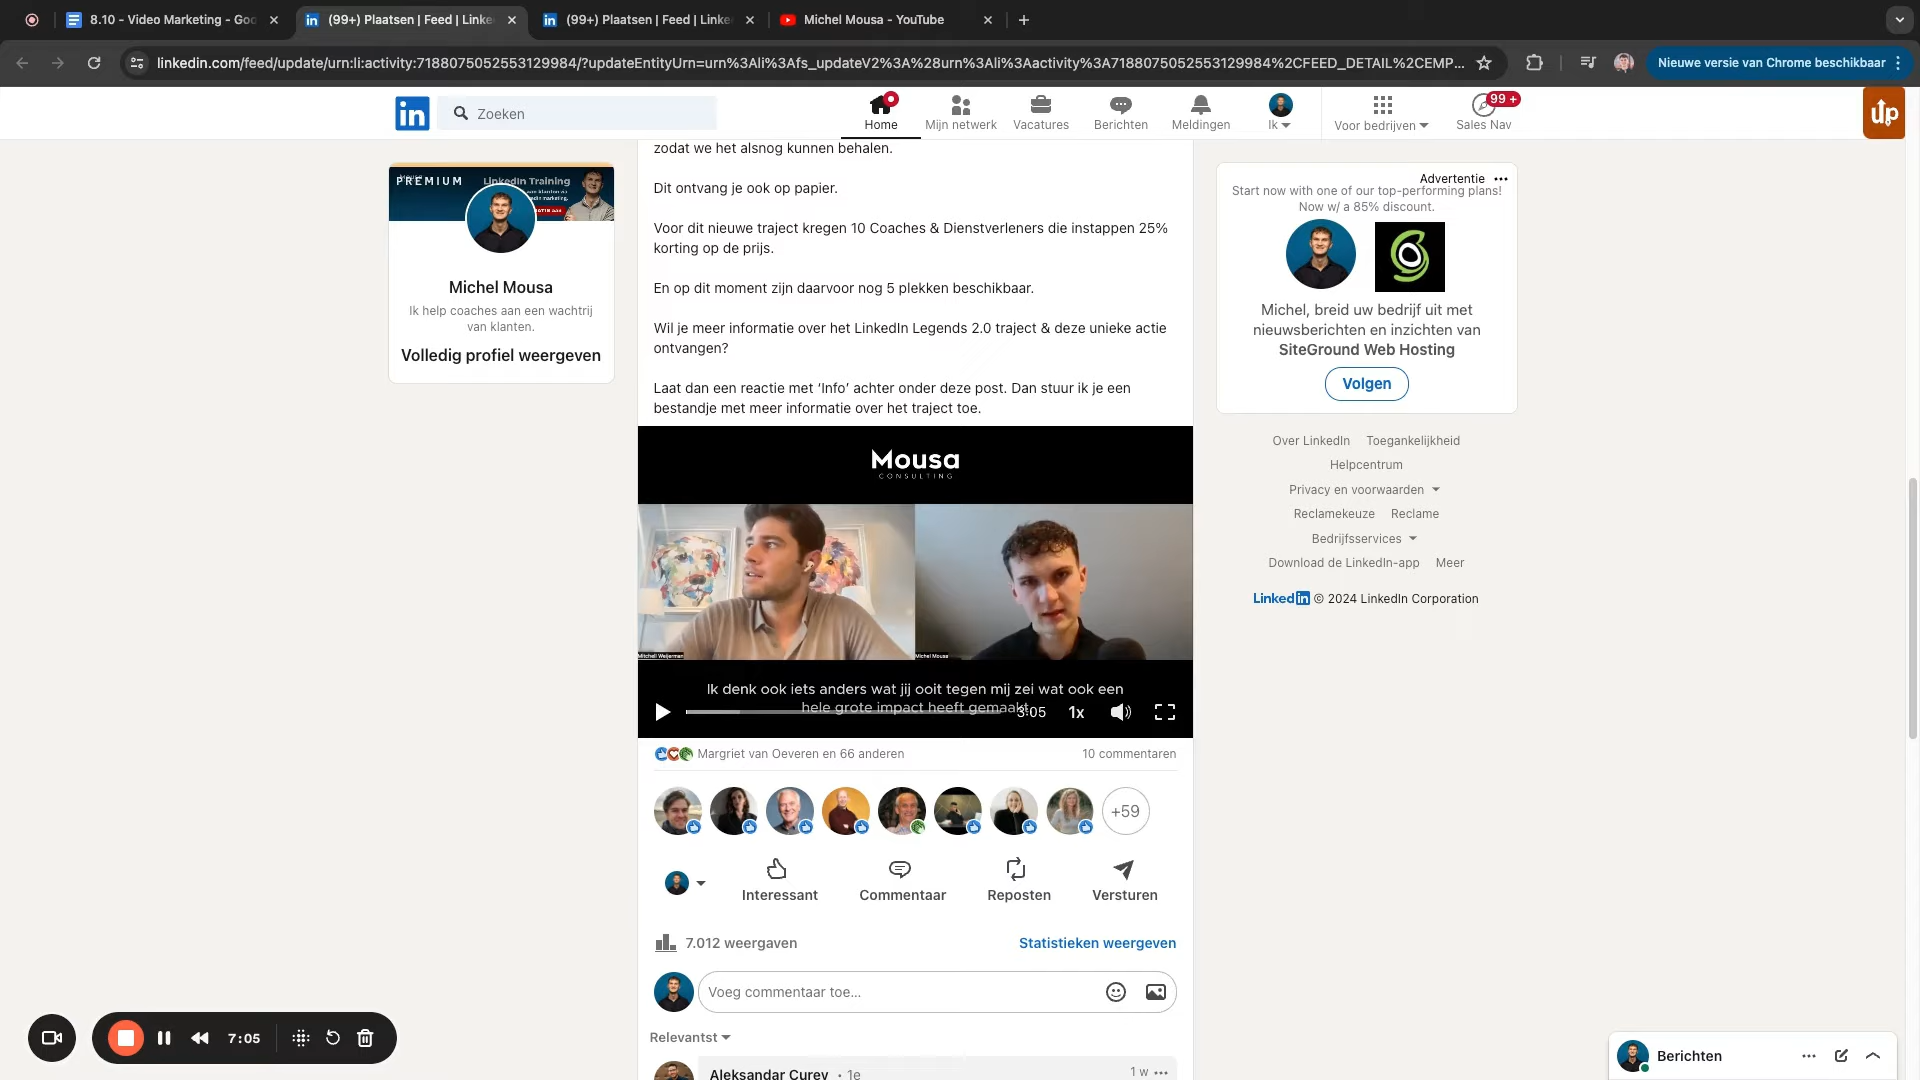 8.10 - Video Marketing - Goo
(99+) Plaatsen | Feed | Linke
(99+) Plaatsen | Feed | Linke
Michel Mousa - YouTube
linkedin.com/feed/update/urn:li:activity:7188075052553129984/?updateEntityUrn=urn%3Ali%3Afs_updateV2%3A%28urn%3Ali%3Aactivity%3A7188075052553129984%2CFEED_DETAIL%2CEMP...
Nieuwe versie van Chrome beschikbaar
in
Zoeken
Home
Mijn netwerk
Vacatures
Berichten
Meldingen
Ik
Voor bedrijven
99 +
Sales Nav
up
PREMIUM
LinkedIn Training
Michel Mousa
Ik help coaches aan een wachtrij
van klanten.
Volledig profiel weergeven
zodat we het alsnog kunnen behalen.
Dit ontvang je ook op papier.
Voor dit nieuwe traject kregen 10 Coaches & Dienstverleners die instappen 25%
korting op de prijs.
En op dit moment zijn daarvoor nog 5 plekken beschikbaar.
Wil je meer informatie over het LinkedIn Legends 2.0 traject & deze unieke actie
ontvangen?
Laat dan een reactie met ‘Info’ achter onder deze post. Dan stuur ik je een
bestandje met meer informatie over het traject toe.
Mousa
CONSULTING
Mitchell Weijerman
Michel Mousa
Ik denk ook iets anders wat jij ooit tegen mij zei wat ook een
hele grote impact heeft gemaakt.
3:05
1x
Margriet van Oeveren en 66 anderen
10 commentaren
+59
Interessant
Commentaar
Reposten
Versturen
7.012 weergaven
Statistieken weergeven
Voeg commentaar toe...
Relevantst
Aleksandar Curev • 1e
1 w
Advertentie
Start now with one of our top-performing plans!
Now w/ a 85% discount.
Michel, breid uw bedrijf uit met
nieuwsberichten en inzichten van
SiteGround Web Hosting
Volgen
Over LinkedIn
Toegankelijkheid
Helpcentrum
Privacy en voorwaarden
Reclamekeuze
Reclame
Bedrijfsservices
Download de LinkedIn-app
Meer
LinkedIn © 2024 LinkedIn Corporation
7:05
Berichten